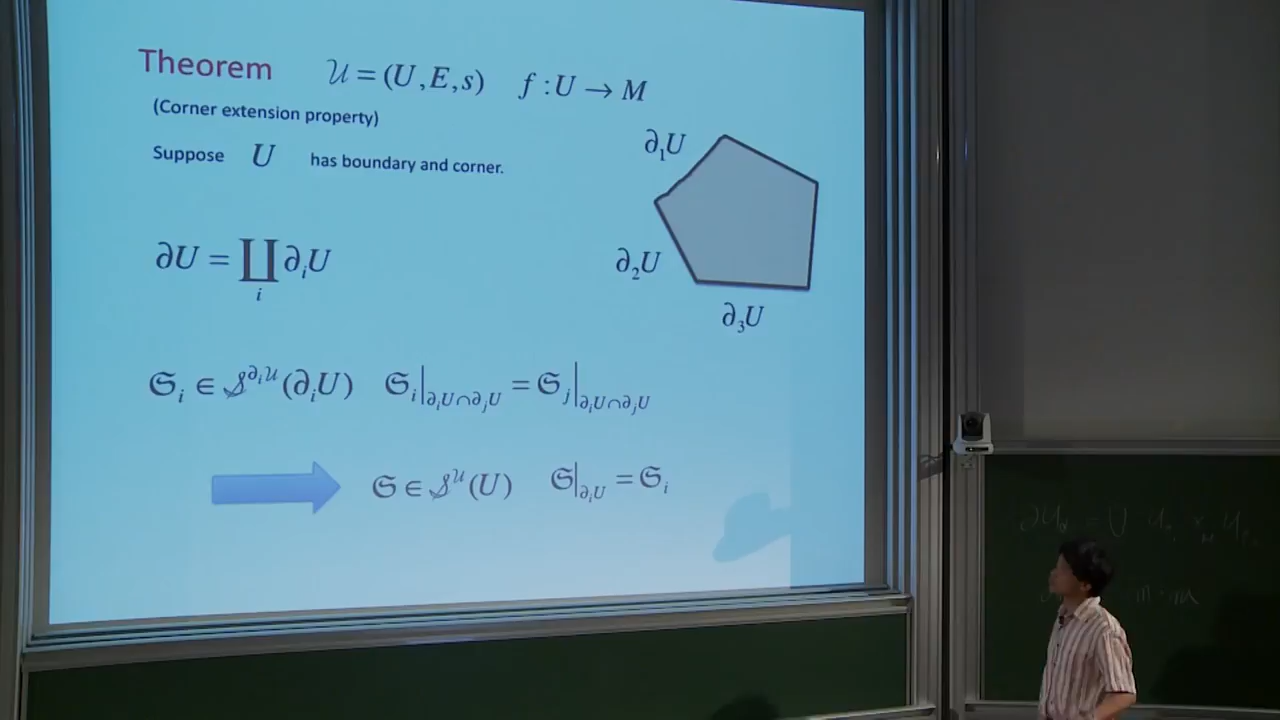 Theorem 𝒰 = (U, E, s) f : U → M
(Corner extension property)
Suppose U has boundary and corner.
∂₁U
∂U = ∐ᵢ ∂ᵢU
∂₂U
∂₃U
𝔖ᵢ ∈ 𝒮^{∂ᵢ𝒰}(∂ᵢU) 𝔖ᵢ|_{∂ᵢU∩∂ⱼU} = 𝔖ⱼ|_{∂ᵢU∩∂ⱼU}
𝔖 ∈ 𝒮^{𝒰}(U) 𝔖|_{∂ᵢU} = 𝔖ᵢ